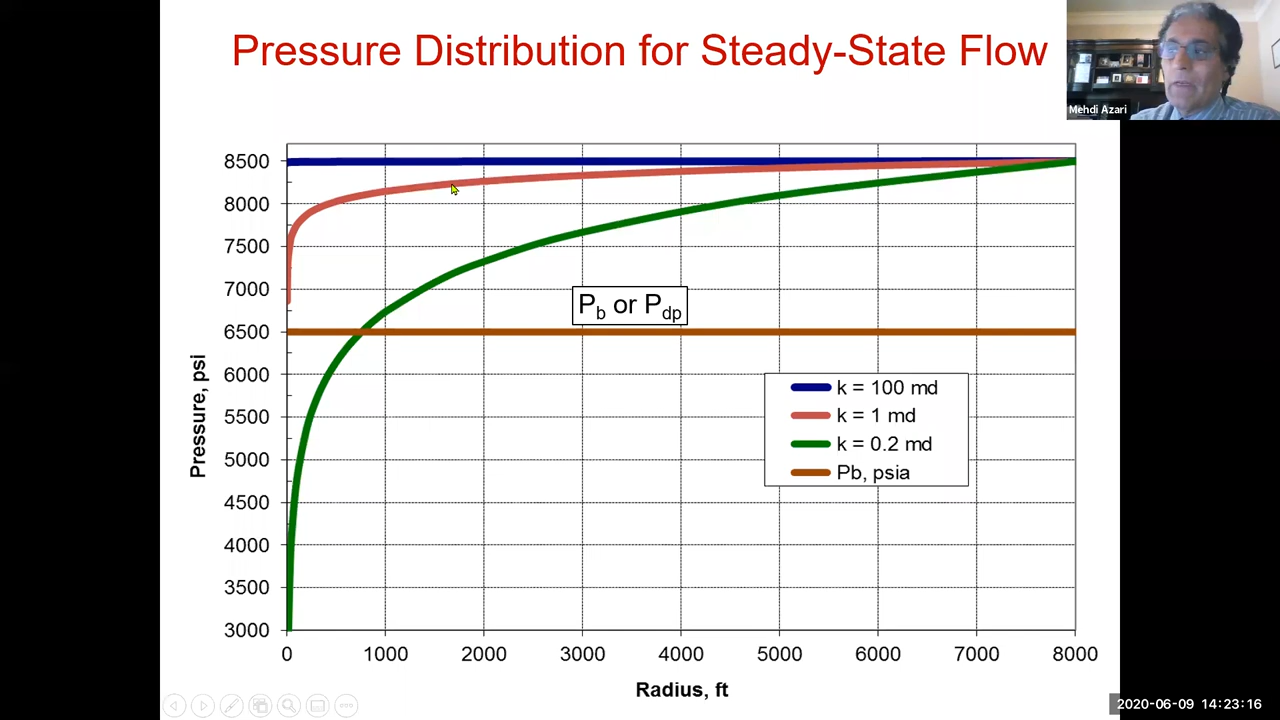 Pressure Distribution for Steady-State Flow
Mehdi Azari
8500
8000
7500
7000
6500
6000
5500
5000
4500
4000
3500
3000
Pressure, psi
P_b or P_dp
k = 100 md
k = 1 md
k = 0.2 md
Pb, psia
0 1000 2000 3000 4000 5000 6000 7000 8000
Radius, ft
2020-06-09 14:23:16